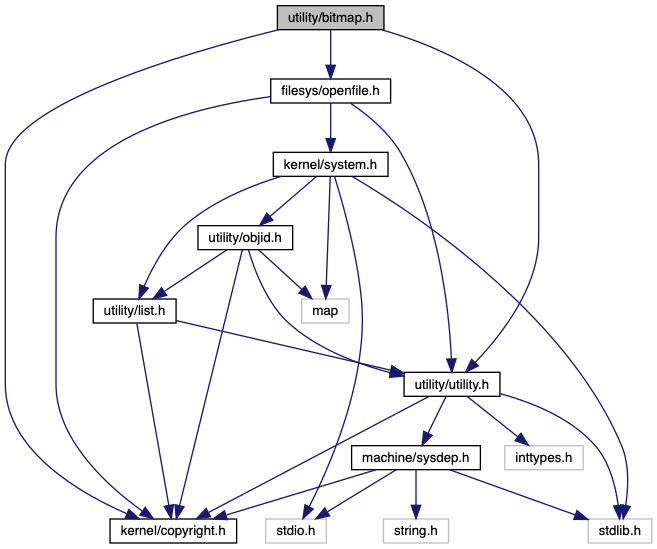 utility/bitmap.h
filesys/openfile.h
kernel/system.h
utility/objid.h
utility/list.h
map
utility/utility.h
machine/sysdep.h
inttypes.h
kernel/copyright.h
stdio.h
string.h
stdlib.h